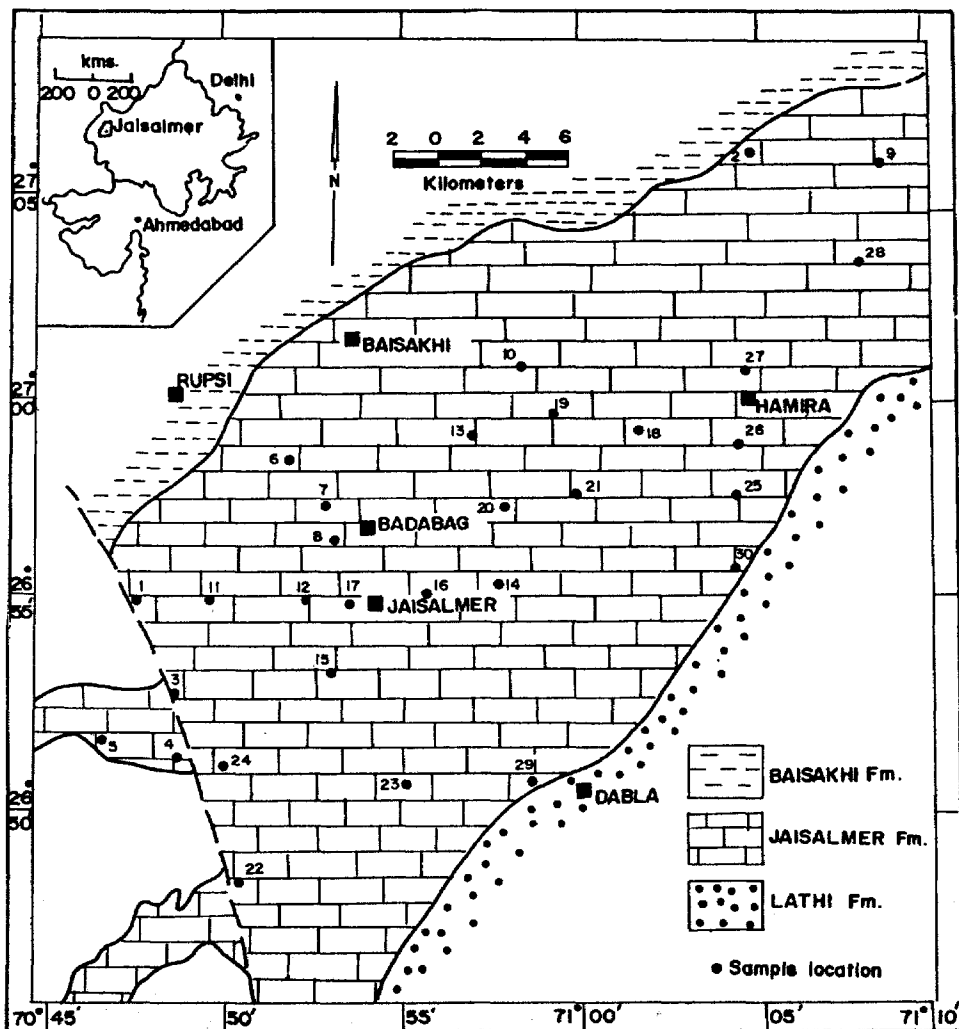 kms.
200 0 200
Delhi
Jaisalmer
Ahmedabad
N
2 0 2 4 6
Kilometers
27° 05'
27° 00'
26° 55'
26° 50'
2
9
28
BAISAKHI
10
27
RUPSI
HAMIRA
19
13
18
26
6
7
20
21
25
BADABAG
8
30
1
11
12
17
16
14
JAISALMER
15
3
5
4
24
23
29
DABLA
22
BAISAKHI Fm.
JAISALMER Fm.
LATHI Fm.
Sample location
70° 45' 50' 55' 71° 00' 05' 71° 10'